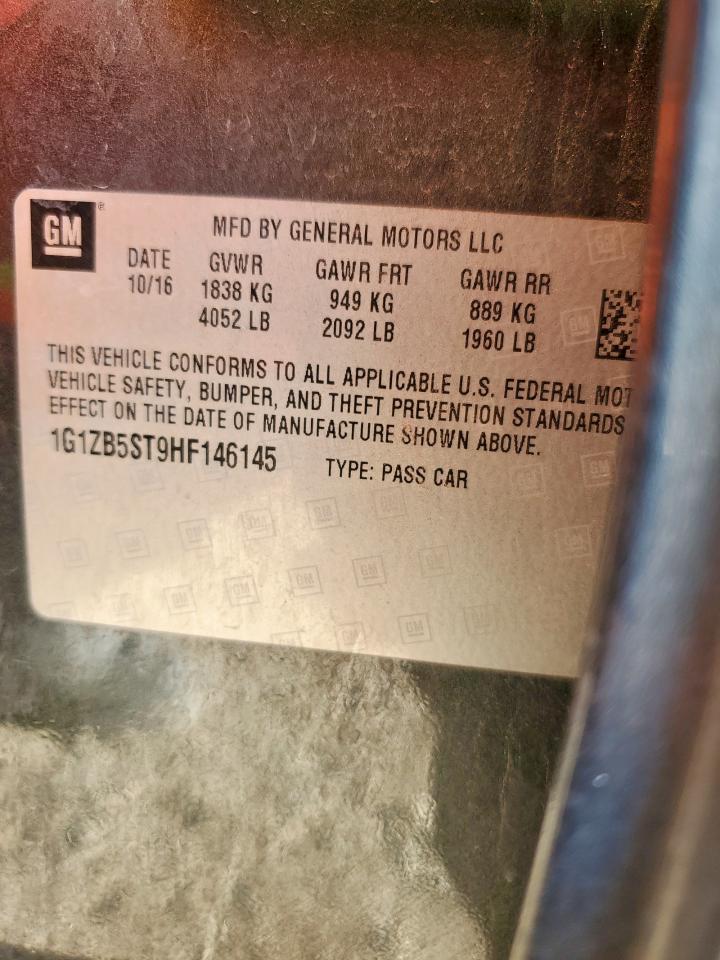 GM®
MFD BY GENERAL MOTORS LLC
DATE GVWR GAWR FRT GAWR RR
10/16 1838 KG 949 KG 889 KG
4052 LB 2092 LB 1960 LB
THIS VEHICLE CONFORMS TO ALL APPLICABLE U.S. FEDERAL MOT
VEHICLE SAFETY, BUMPER, AND THEFT PREVENTION STANDARDS
EFFECT ON THE DATE OF MANUFACTURE SHOWN ABOVE.
1G1ZB5ST9HF146145 TYPE: PASS CAR